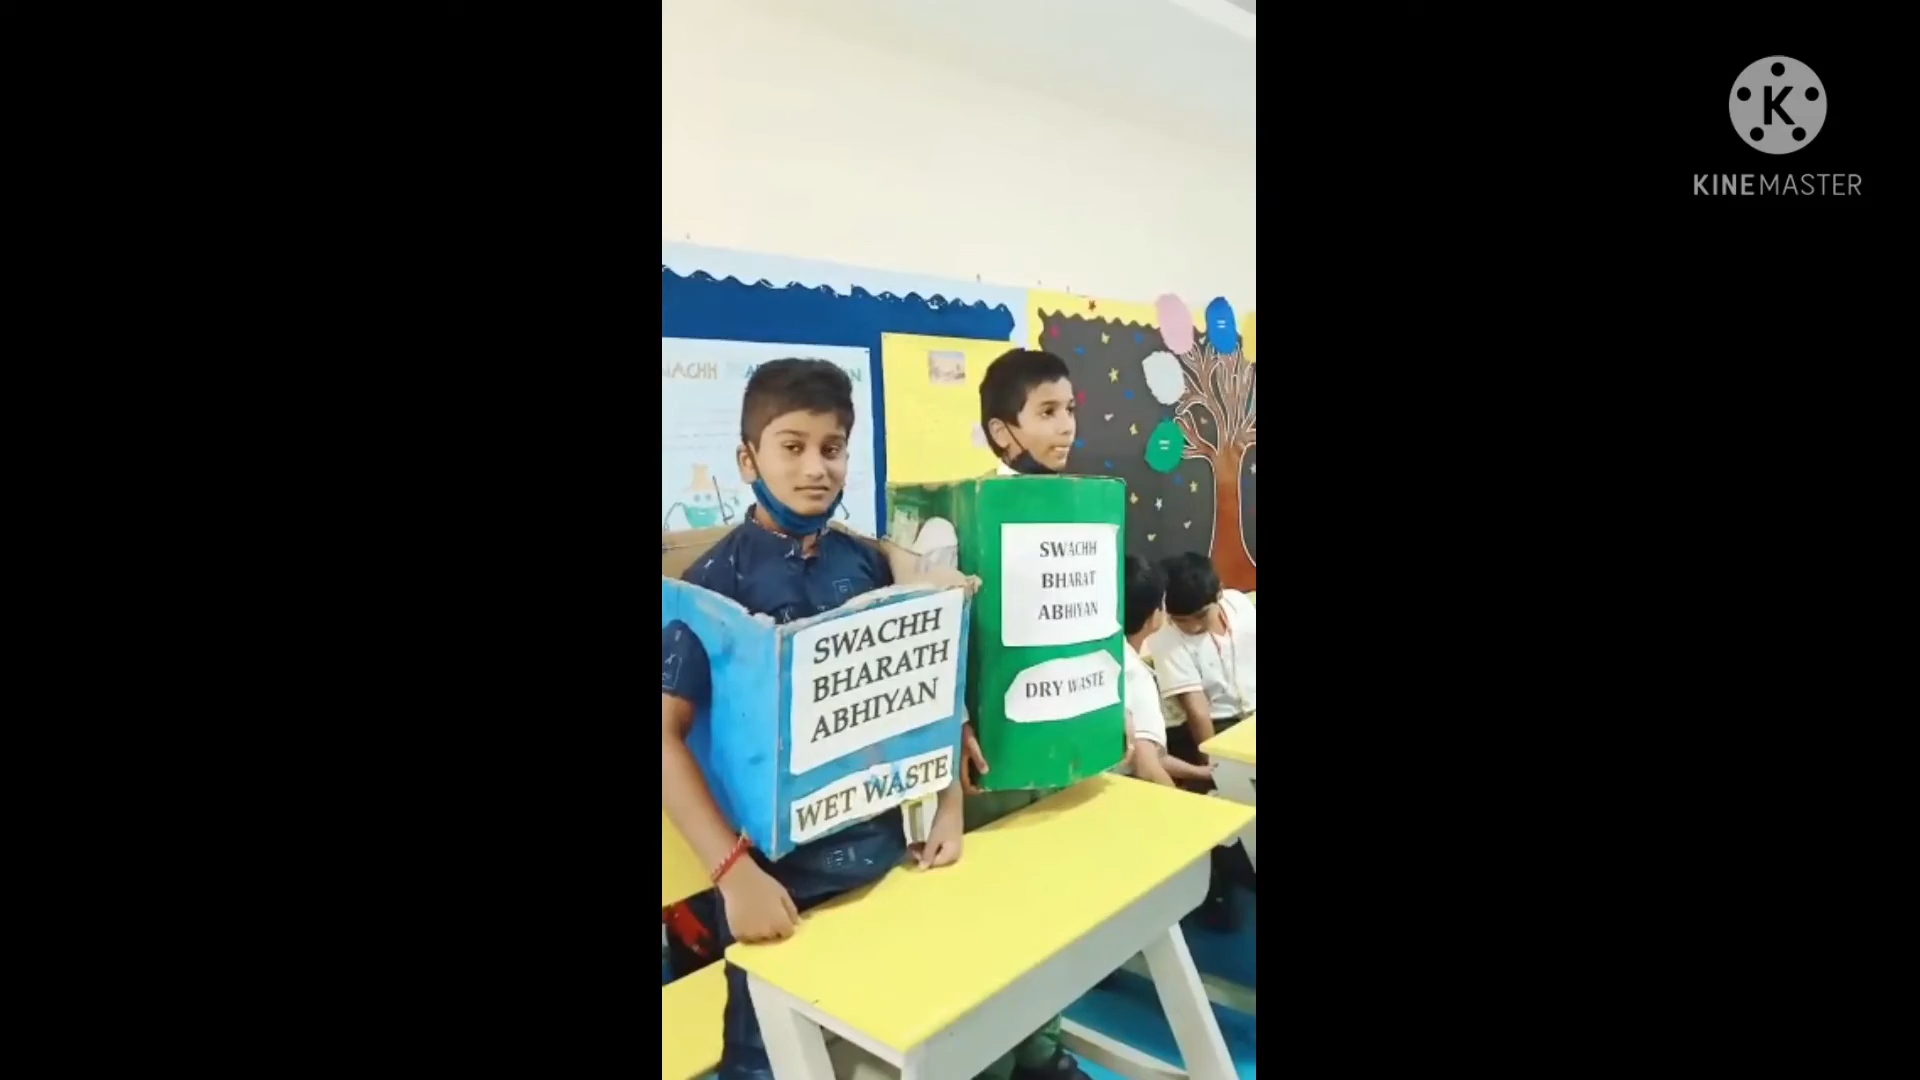 SWACHH
BHARATH
ABHIYAN
WET WASTE
SWACHH
BHARAT
ABHIYAN
DRY WASTE
K
KINEMASTER